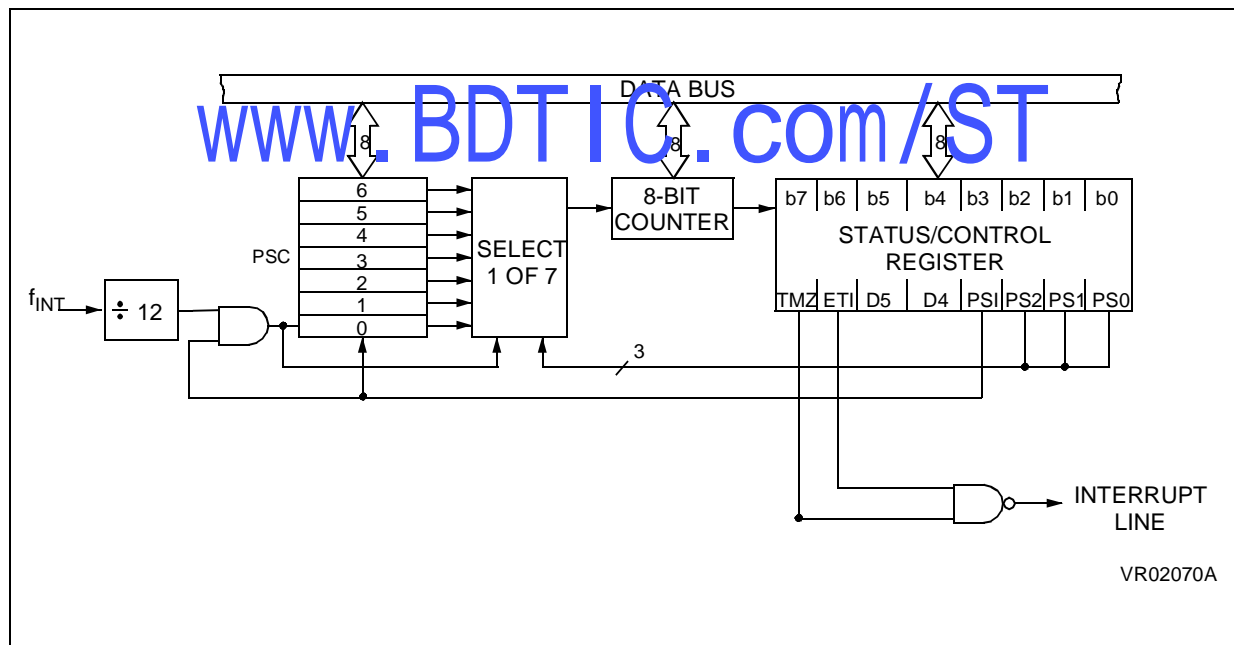 DATA BUS
www.BDTIC.com/ST
8
8
8
6
5
4
3
2
1
0
PSC
SELECT
1 OF 7
8-BIT
COUNTER
b7 b6 b5 b4 b3 b2 b1 b0
STATUS/CONTROL
REGISTER
TMZ ETI D5 D4 PSI PS2 PS1 PS0
fINT
÷ 12
3
INTERRUPT
LINE
VR02070A